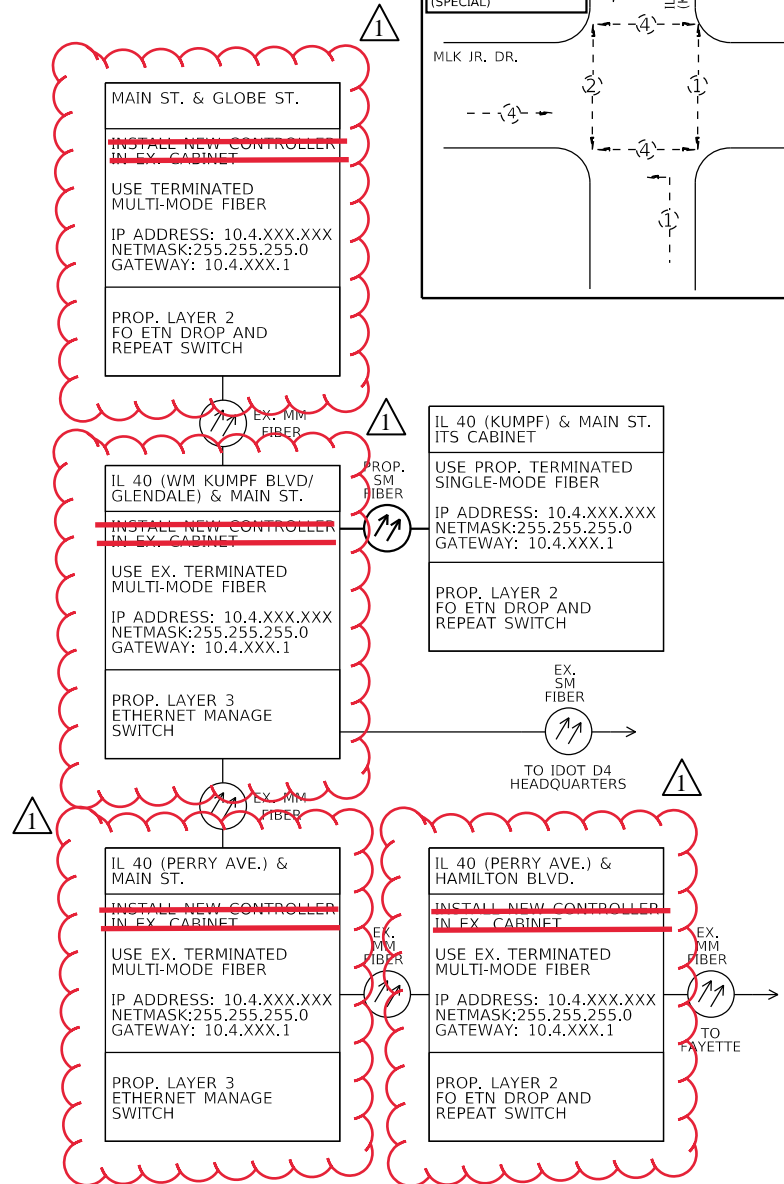 (SPECIAL)
MLK JR. DR.
4
2
1
4
4
1
1
MAIN ST. & GLOBE ST.
INSTALL NEW CONTROLLER
IN EX. CABINET
USE TERMINATED
MULTI-MODE FIBER
IP ADDRESS: 10.4.XXX.XXX
NETMASK:255.255.255.0
GATEWAY: 10.4.XXX.1
PROP. LAYER 2
FO ETN DROP AND
REPEAT SWITCH
EX. MM
FIBER
1
IL 40 (WM KUMPF BLVD/
GLENDALE) & MAIN ST.
INSTALL NEW CONTROLLER
IN EX. CABINET
USE EX. TERMINATED
MULTI-MODE FIBER
IP ADDRESS: 10.4.XXX.XXX
NETMASK:255.255.255.0
GATEWAY: 10.4.XXX.1
PROP. LAYER 3
ETHERNET MANAGE
SWITCH
PROP.
SM
FIBER
IL 40 (KUMPF) & MAIN ST.
ITS CABINET
USE PROP. TERMINATED
SINGLE-MODE FIBER
IP ADDRESS: 10.4.XXX.XXX
NETMASK:255.255.255.0
GATEWAY: 10.4.XXX.1
PROP. LAYER 2
FO ETN DROP AND
REPEAT SWITCH
EX.
SM
FIBER
TO IDOT D4
HEADQUARTERS
EX. MM
FIBER
1
1
IL 40 (PERRY AVE.) &
MAIN ST.
INSTALL NEW CONTROLLER
IN EX. CABINET
USE EX. TERMINATED
MULTI-MODE FIBER
IP ADDRESS: 10.4.XXX.XXX
NETMASK:255.255.255.0
GATEWAY: 10.4.XXX.1
PROP. LAYER 3
ETHERNET MANAGE
SWITCH
EX.
MM
FIBER
IL 40 (PERRY AVE.) &
HAMILTON BLVD.
INSTALL NEW CONTROLLER
IN EX. CABINET
USE EX. TERMINATED
MULTI-MODE FIBER
IP ADDRESS: 10.4.XXX.XXX
NETMASK:255.255.255.0
GATEWAY: 10.4.XXX.1
PROP. LAYER 2
FO ETN DROP AND
REPEAT SWITCH
EX.
MM
FIBER
TO
FAYETTE